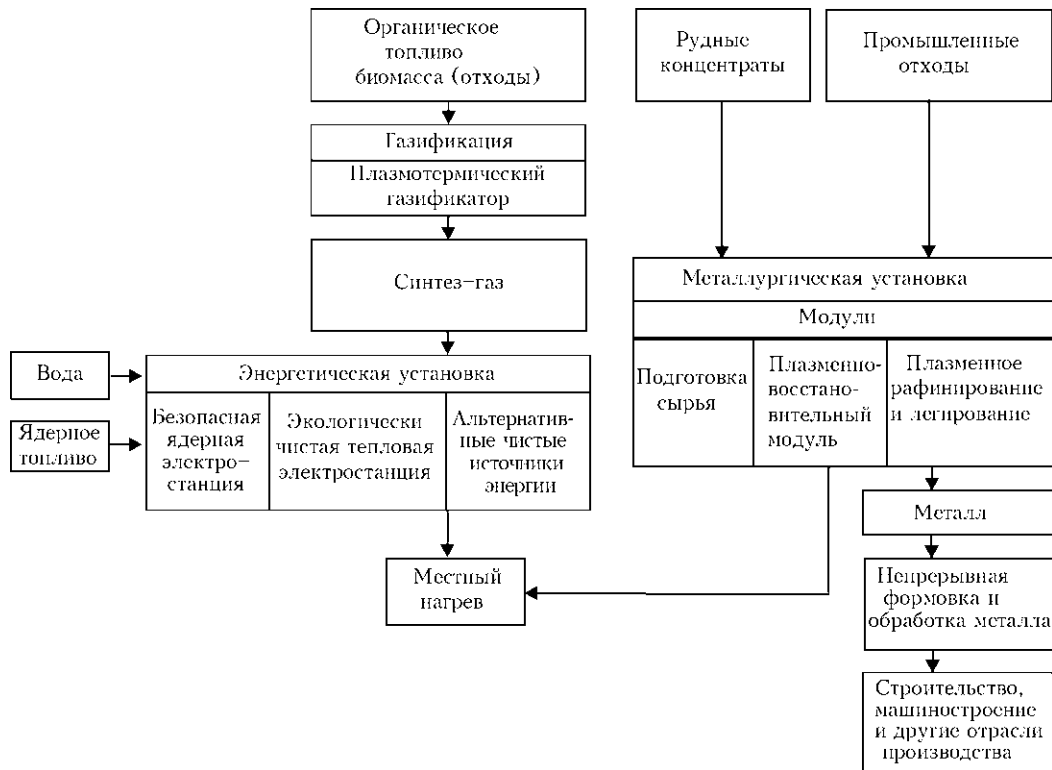 Органическое
топливо
биомасса (отходы)
Рудные
концентраты
Промышленные
отходы
Газификация
Плазмотермический
газификатор
Синтез-газ
Металлургическая установка
Модули
Подготовка
сырья
Плазменно-
восстано-
вительный
модуль
Плазменное
рафинирование
и легирование
Вода
Ядерное
топливо
Энергетическая установка
Безопасная
ядерная
электро-
станция
Экологически
чистая тепловая
электростанция
Альтернатив-
ные чистые
источники
энергии
Местный
нагрев
Металл
Непрерывная
формовка и
обработка металла
Строительство,
машиностроение
и другие отрасли
производства